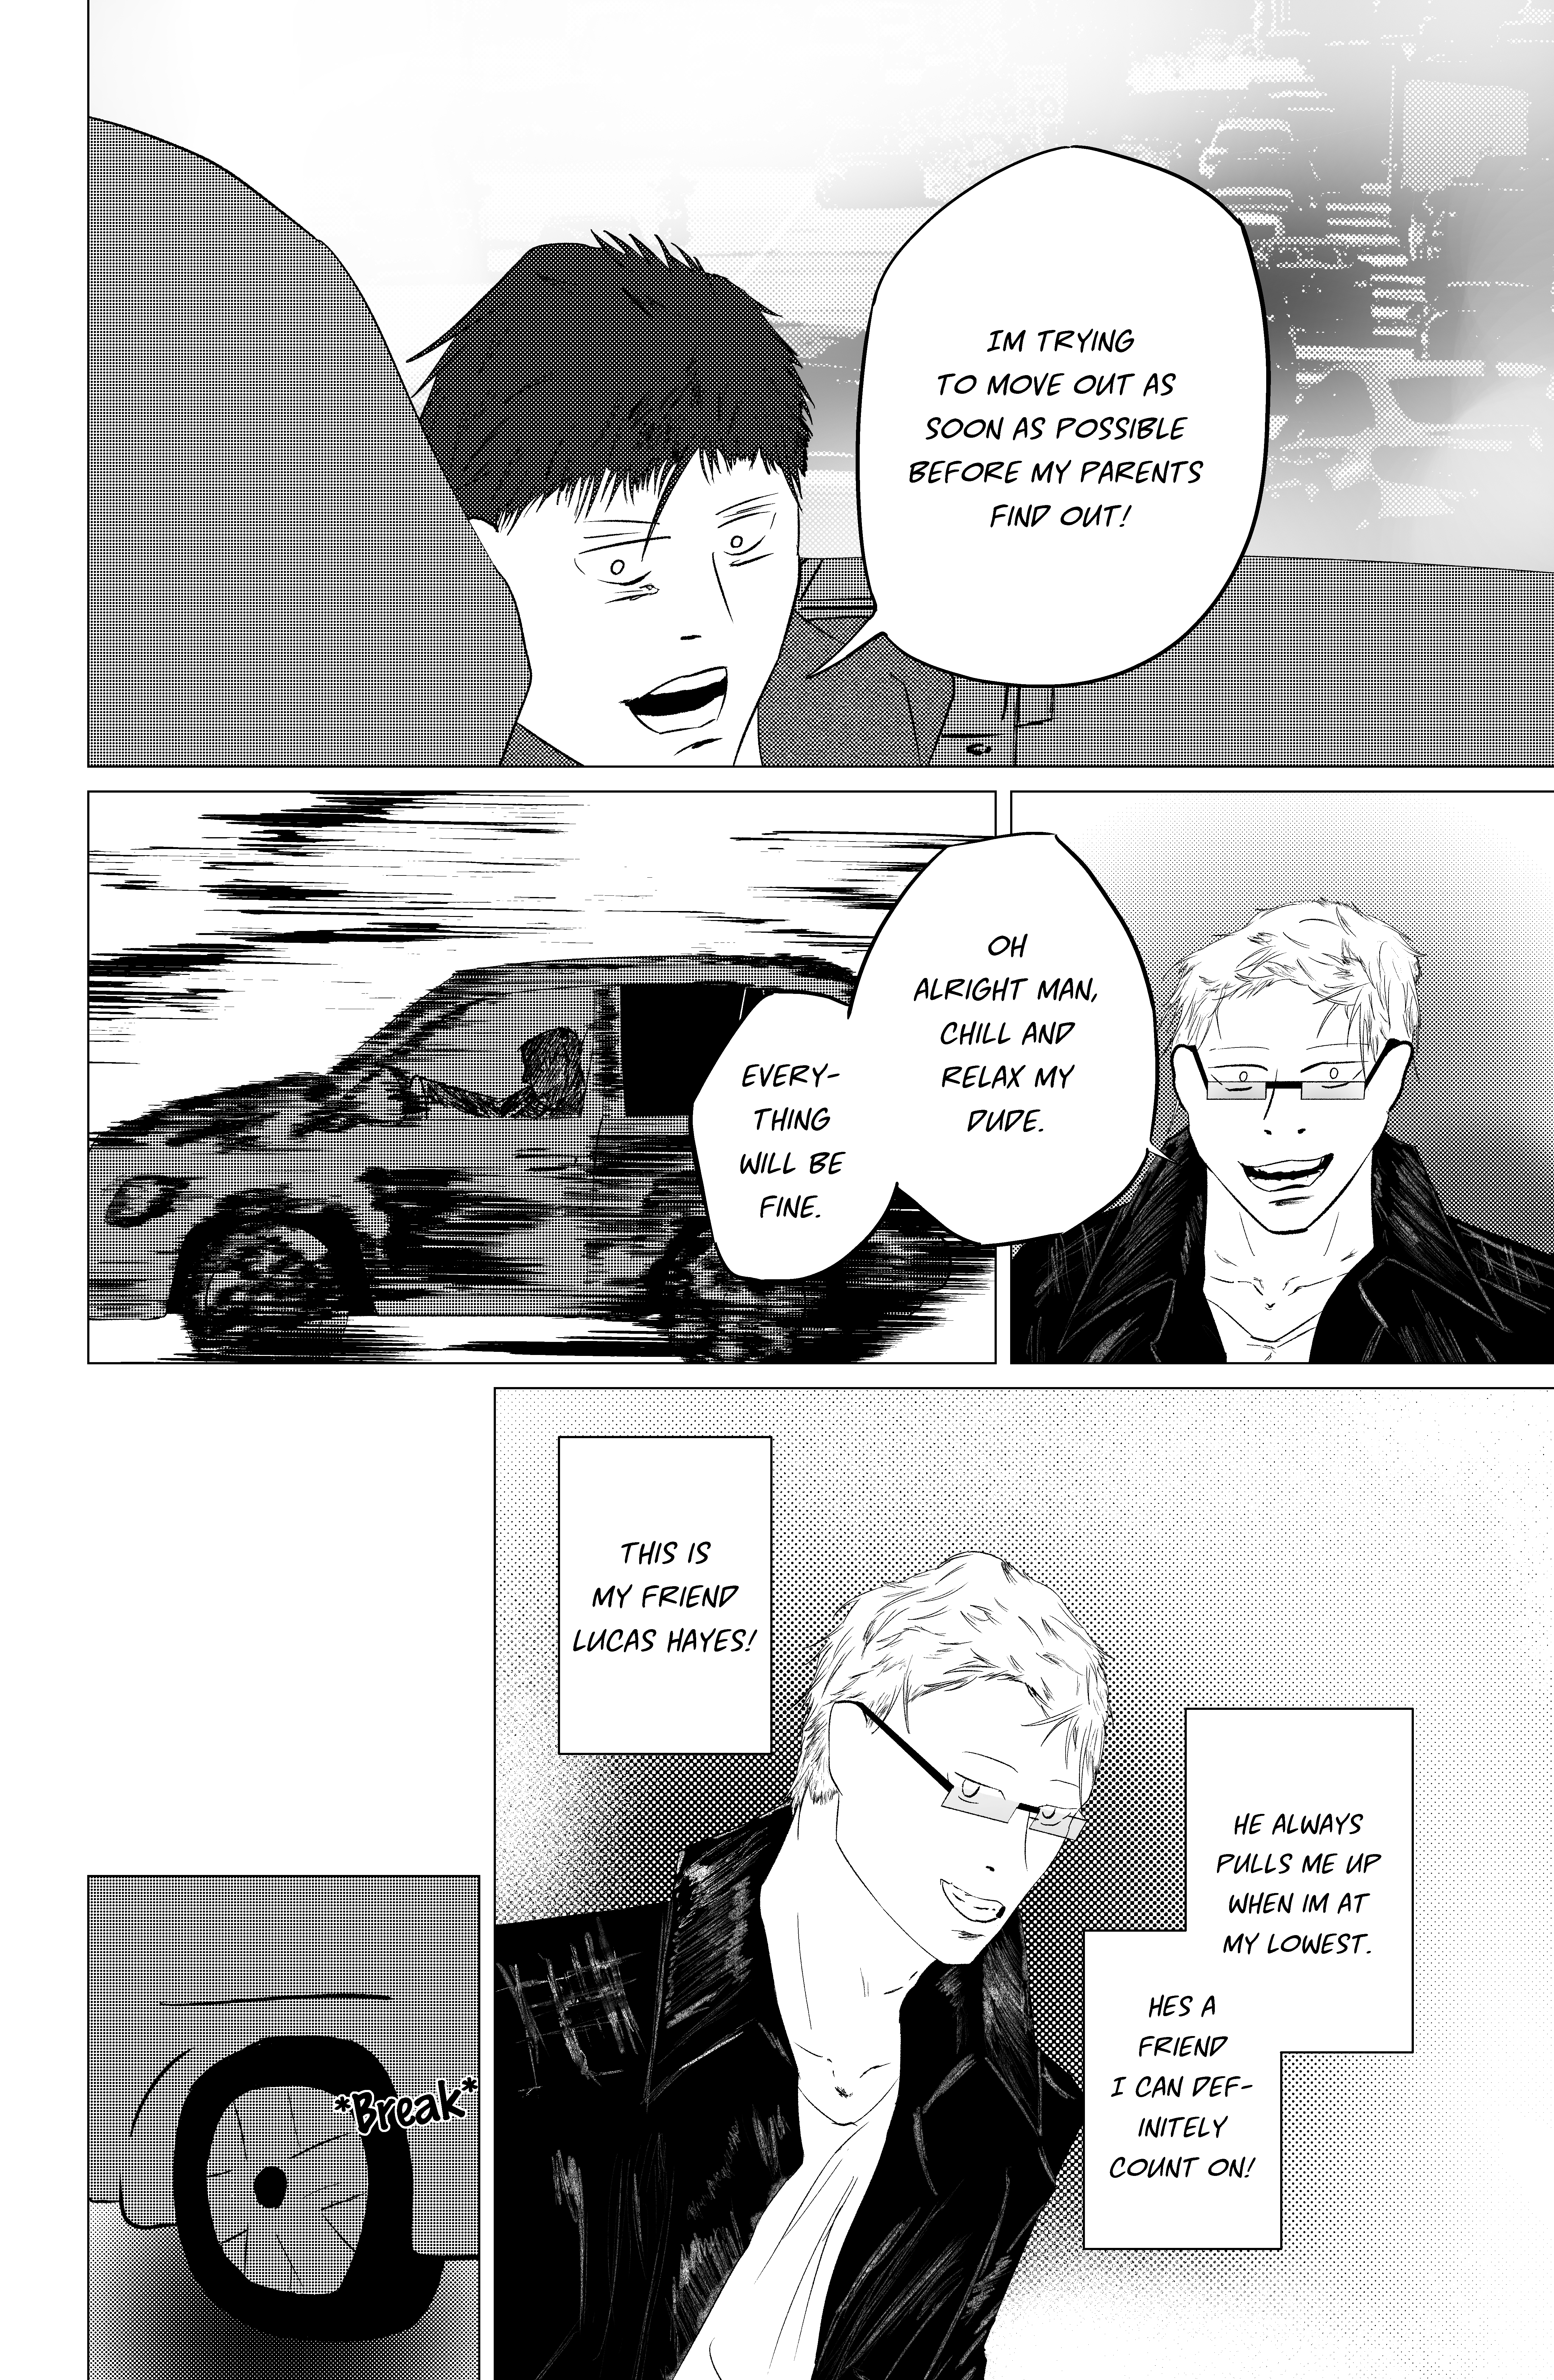 IM TRYING
TO MOVE OUT AS
SOON AS POSSIBLE
BEFORE MY PARENTS
FIND OUT!
OH
ALRIGHT MAN,
CHILL AND
RELAX MY
DUDE.
EVERY-
THING
WILL BE
FINE.
THIS IS
MY FRIEND
LUCAS HAYES!
HE ALWAYS
PULLS ME UP
WHEN IM AT
MY LOWEST.
HES A
FRIEND
I CAN DEF-
INITELY
COUNT ON!
*Break*